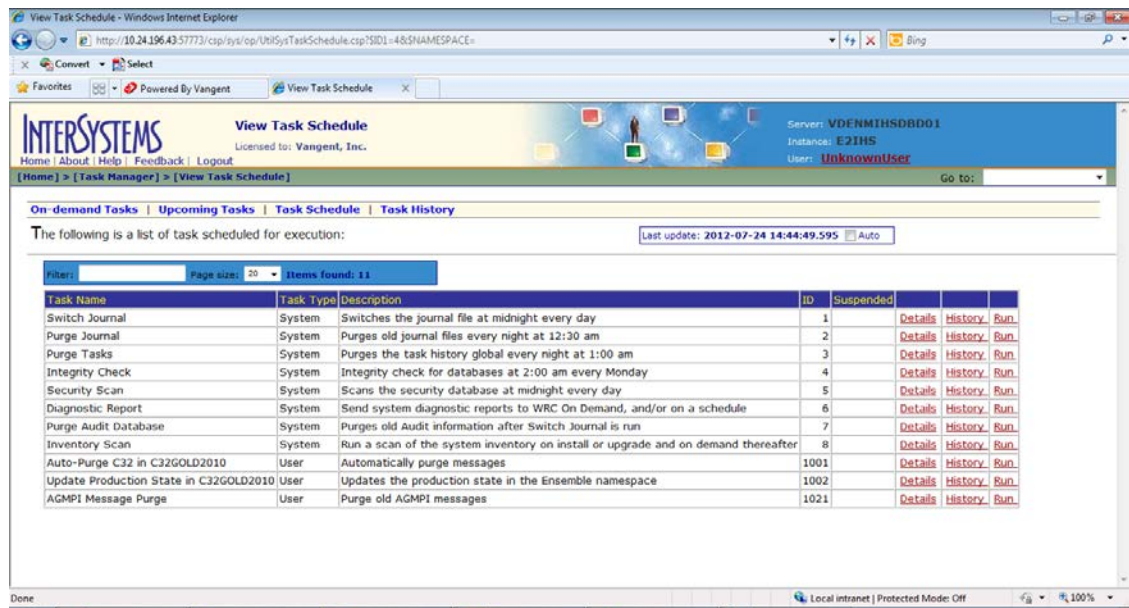 View Task Schedule - Windows Internet Explorer
http://10.24.196.43:57773/csp/sys/op/UtilSysTaskSchedule.csp?$ID1=4&$NAMESPACE=
Bing
x Convert Select
Favorites Powered By Vangent View Task Schedule X
INTERSYSTEMS
View Task Schedule
Licensed to: Vangent, Inc.
Server: VDENMIHSDBD01
Instance: E2IHS
User: UnknownUser
Home | About | Help | Feedback | Logout
[Home] > [Task Manager] > [View Task Schedule]
Go to:
On-demand Tasks | Upcoming Tasks | Task Schedule | Task History
The following is a list of task scheduled for execution:
Last update: 2012-07-24 14:44:49.595 Auto
Filter: Page size: 20 Items found: 11
Task Name Task Type Description ID Suspended
Switch Journal System Switches the journal file at midnight every day 1 Details History Run
Purge Journal System Purges old journal files every night at 12:30 am 2 Details History Run
Purge Tasks System Purges the task history global every night at 1:00 am 3 Details History Run
Integrity Check System Integrity check for databases at 2:00 am every Monday 4 Details History Run
Security Scan System Scans the security database at midnight every day 5 Details History Run
Diagnostic Report System Send system diagnostic reports to WRC On Demand, and/or on a schedule 6 Details History Run
Purge Audit Database System Purges old Audit information after Switch Journal is run 7 Details History Run
Inventory Scan System Run a scan of the system inventory on install or upgrade and on demand thereafter 8 Details History Run
Auto-Purge C32 in C32GOLD2010 User Automatically purge messages 1001 Details History Run
Update Production State in C32GOLD2010 User Updates the production state in the Ensemble namespace 1002 Details History Run
AGMPI Message Purge User Purge old AGMPI messages 1021 Details History Run
Done
Local intranet | Protected Mode: Off
100%